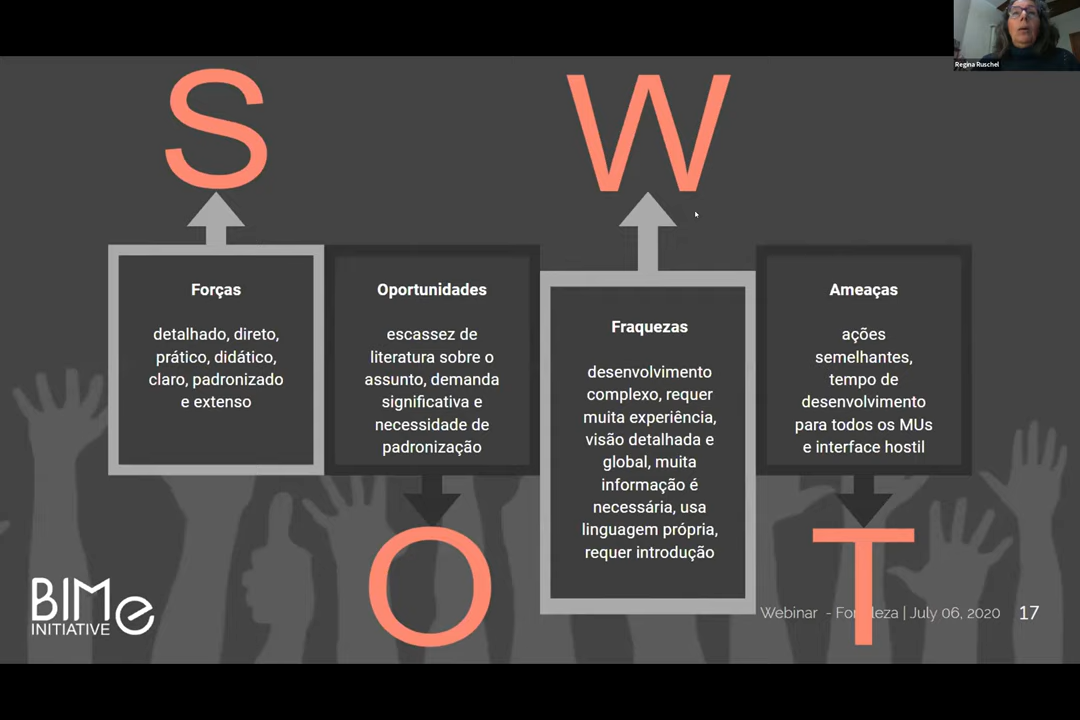 Regina Ruschel
S
W
Forças
detalhado, direto,
prático, didático,
claro, padronizado
e extenso
Oportunidades
escassez de
literatura sobre o
assunto, demanda
significativa e
necessidade de
padronização
Fraquezas
desenvolvimento
complexo, requer
muita experiência,
visão detalhada e
global, muita
informação é
necessária, usa
linguagem própria,
requer introdução
Ameaças
ações
semelhantes,
tempo de
desenvolvimento
para todos os MUs
e interface hostil
O
T
BIMe
INITIATIVE
Webinar - Fortaleza | July 06, 2020 17